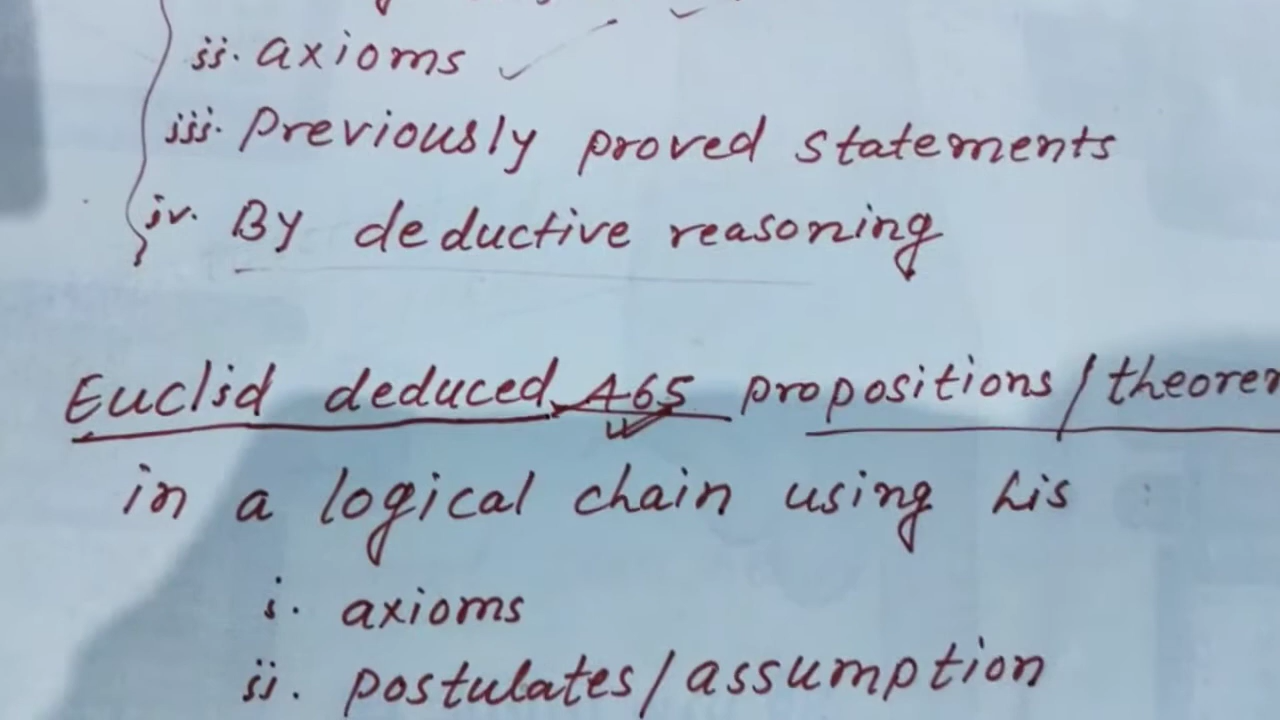 ii. axioms
iii. Previously proved statements
iv. By deductive reasoning
Euclid deduced 465 propositions/theorem
in a logical chain using his
i. axioms
ii. postulates/assumption